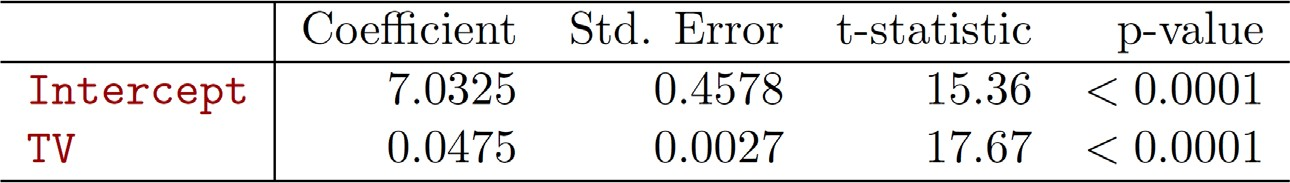 Coefficient Std. Error t-statistic p-value
Intercept 7.0325 0.4578 15.36 < 0.0001
TV 0.0475 0.0027 17.67 < 0.0001